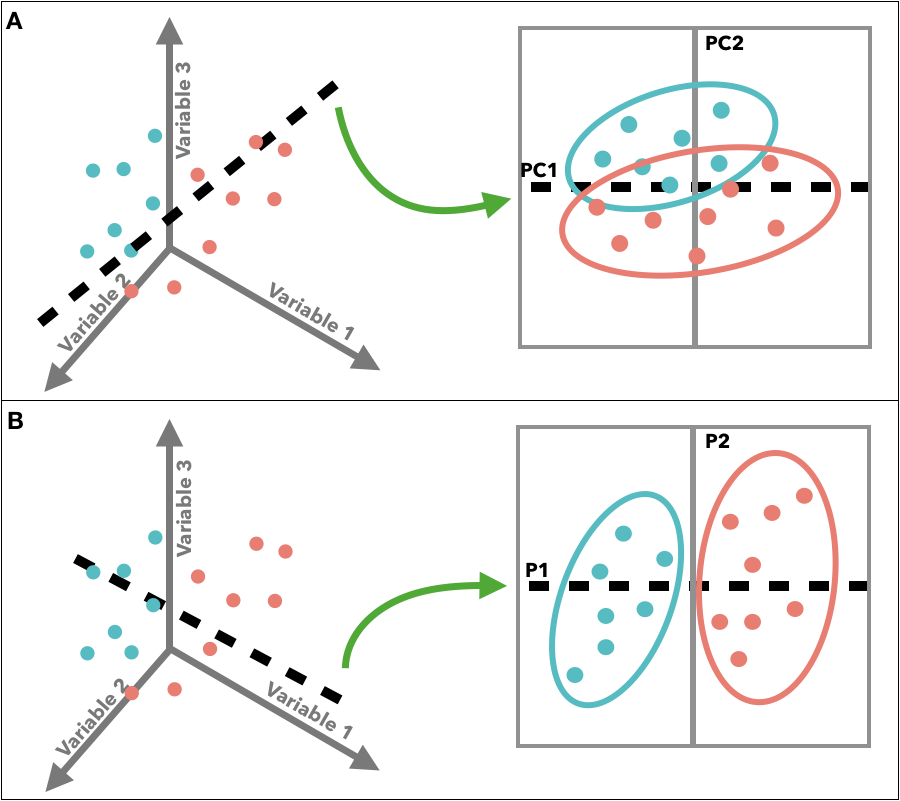 A
Variable 3
Variable 2
Variable 1
PC2
PC1
B
Variable 3
Variable 2
Variable 1
P2
P1